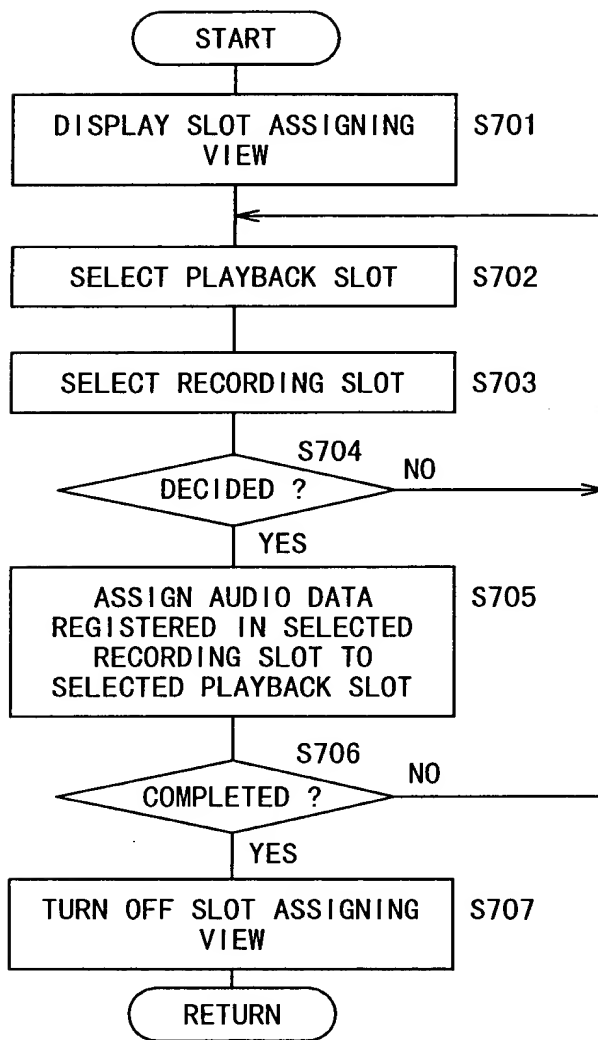 START
DISPLAY SLOT ASSIGNING
VIEW
S701
SELECT PLAYBACK SLOT
S702
SELECT RECORDING SLOT
S703
S704
DECIDED ?
NO
YES
ASSIGN AUDIO DATA
REGISTERED IN SELECTED
RECORDING SLOT TO
SELECTED PLAYBACK SLOT
S705
S706
COMPLETED ?
NO
YES
TURN OFF SLOT ASSIGNING
VIEW
S707
RETURN